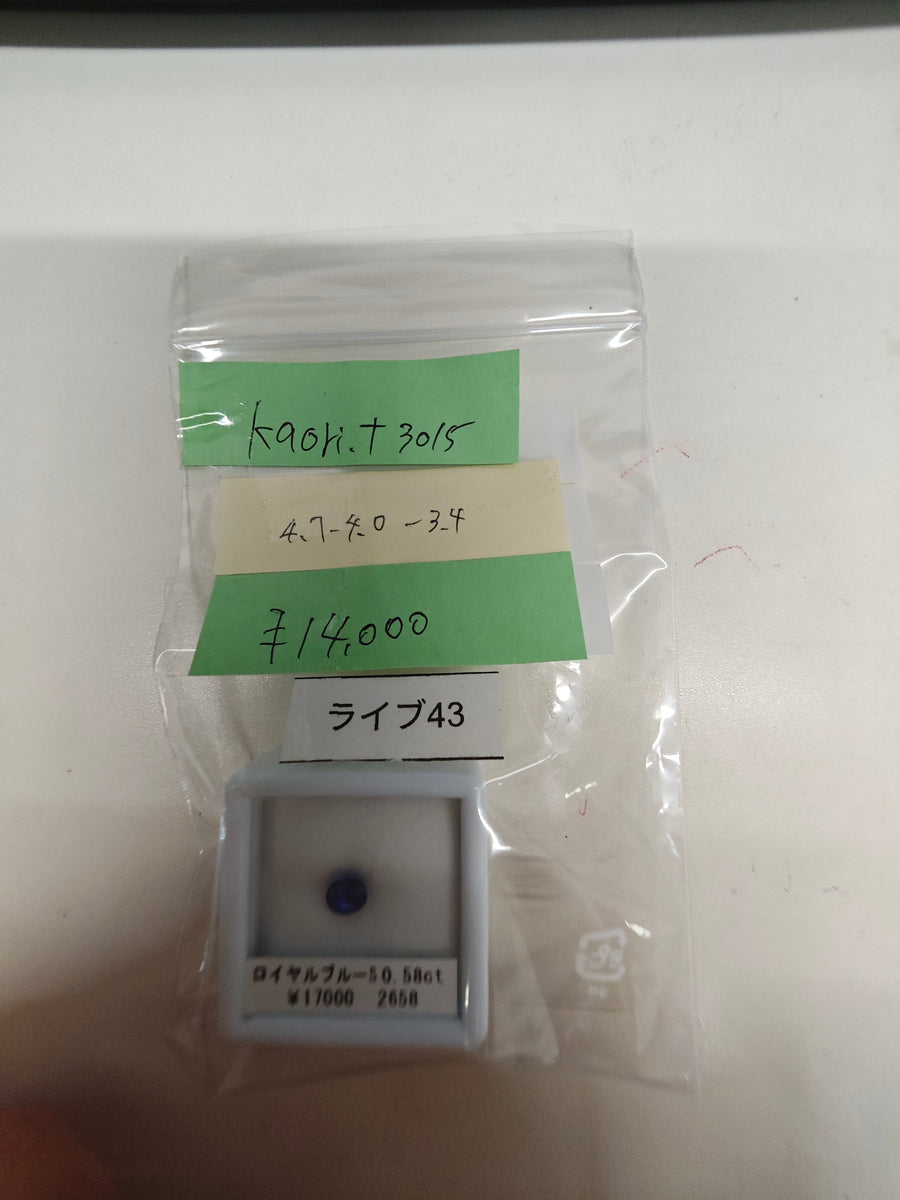 kaori.t 3015
4.7-4.0-3.4
¥14,000
ライブ43
ロイヤルブルーS0.58ct
¥17000 2658